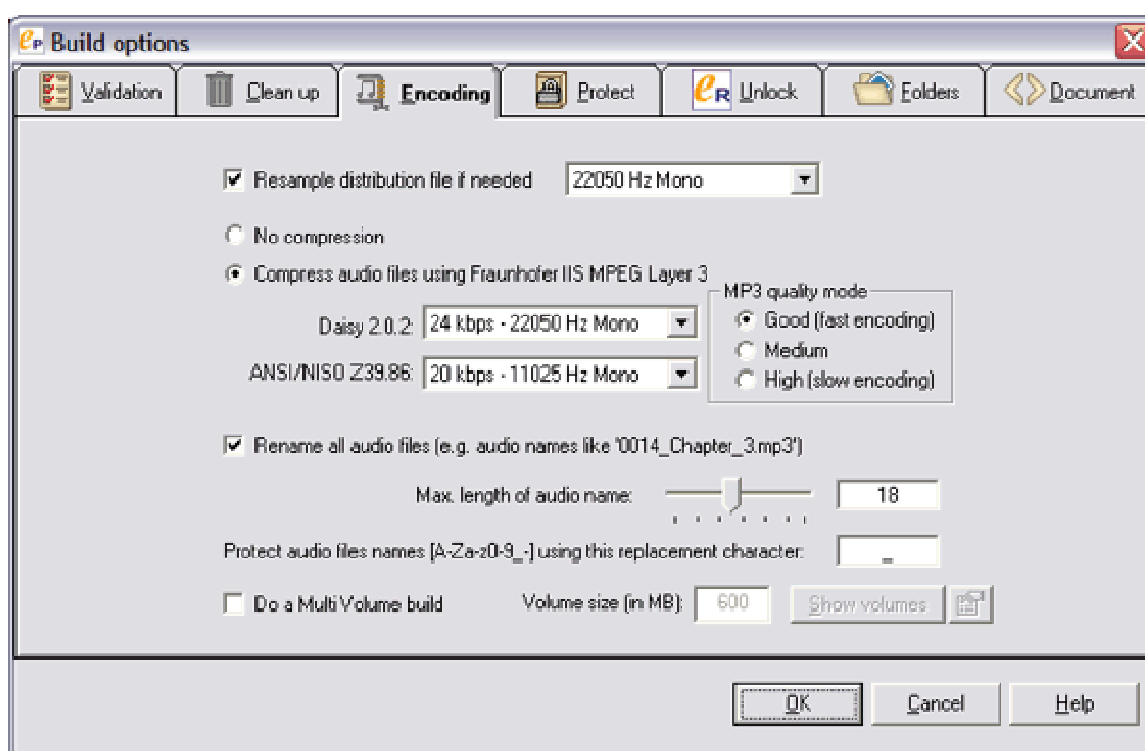 Build options
Validation Clean up Encoding Protect Unlock Folders Document
Resample distribution file if needed 22050 Hz Mono
No compression
Compress audio files using Fraunhofer IIS MPEG Layer 3
MP3 quality mode
Daisy 2.0.2: 24 kbps - 22050 Hz Mono
Good (fast encoding)
Medium
ANSI/NISO Z39.86: 20 kbps - 11025 Hz Mono
High (slow encoding)
Rename all audio files (e.g. audio names like '0014_Chapter_3.mp3')
Max. length of audio name: 18
Protect audio files names [A-Za-z0-9_-] using this replacement character: _
Do a Multi Volume build Volume size (in MB): 600 Show volumes
OK Cancel Help